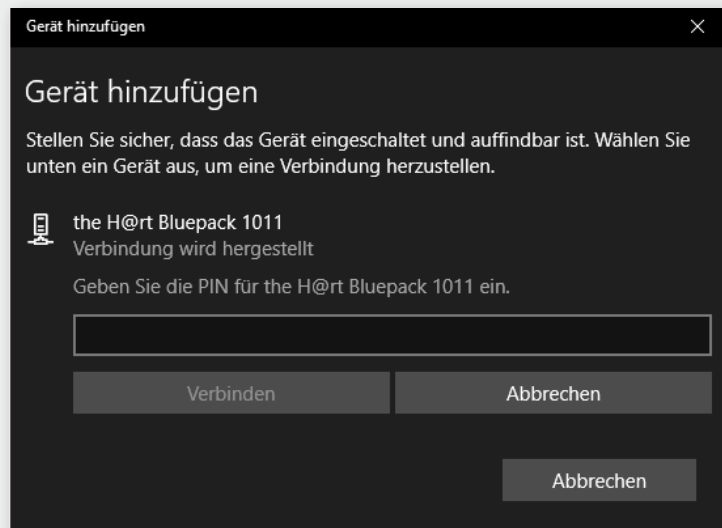 Gerät hinzufügen
Gerät hinzufügen
Stellen Sie sicher, dass das Gerät eingeschaltet und auffindbar ist. Wählen Sie
unten ein Gerät aus, um eine Verbindung herzustellen.
the H@rt Bluepack 1011
Verbindung wird hergestellt
Geben Sie die PIN für the H@rt Bluepack 1011 ein.
Verbinden
Abbrechen
Abbrechen